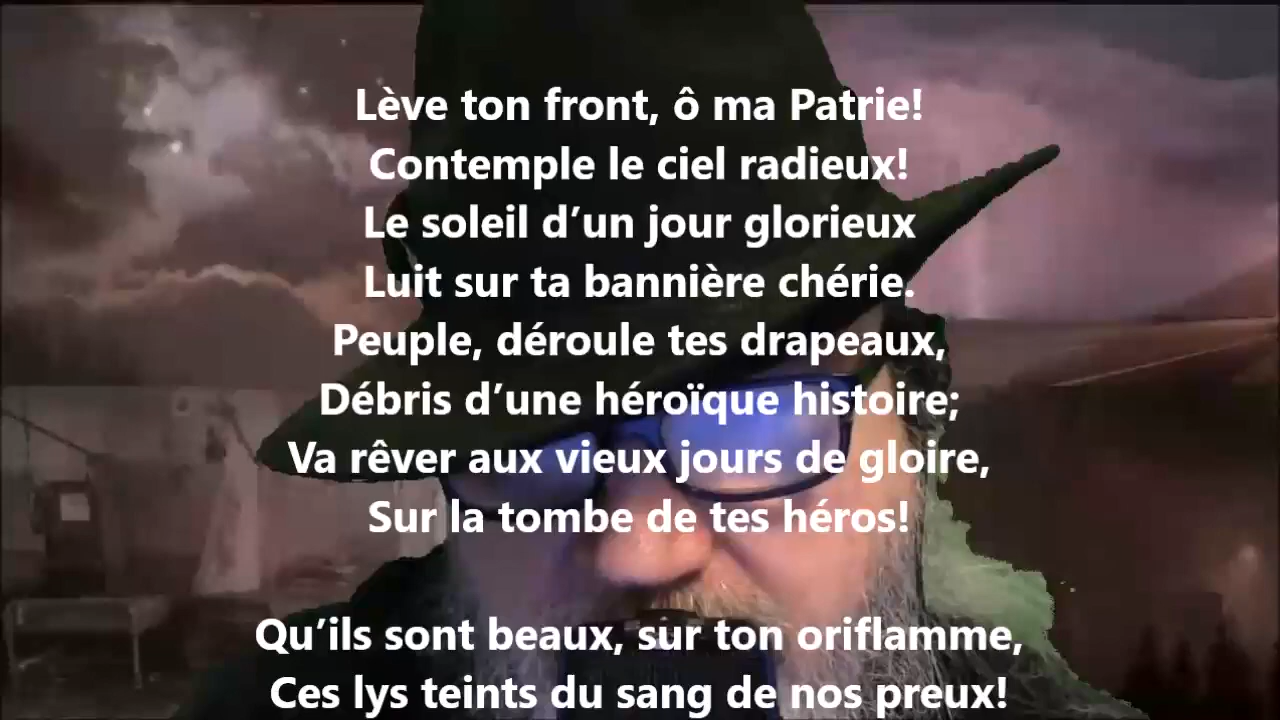 Lève ton front, ô ma Patrie!
Contemple le ciel radieux!
Le soleil d’un jour glorieux
Luit sur ta bannière chérie.
Peuple, déroule tes drapeaux,
Débris d’une héroïque histoire;
Va rêver aux vieux jours de gloire,
Sur la tombe de tes héros!
Qu’ils sont beaux, sur ton oriflamme,
Ces lys teints du sang de nos preux!